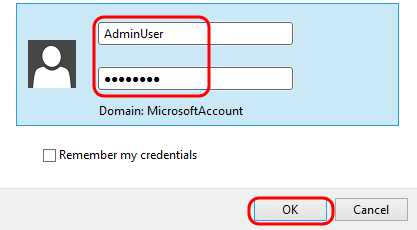 AdminUser
●●●●●●●●
Domain: MicrosoftAccount
Remember my credentials
OK Cancel